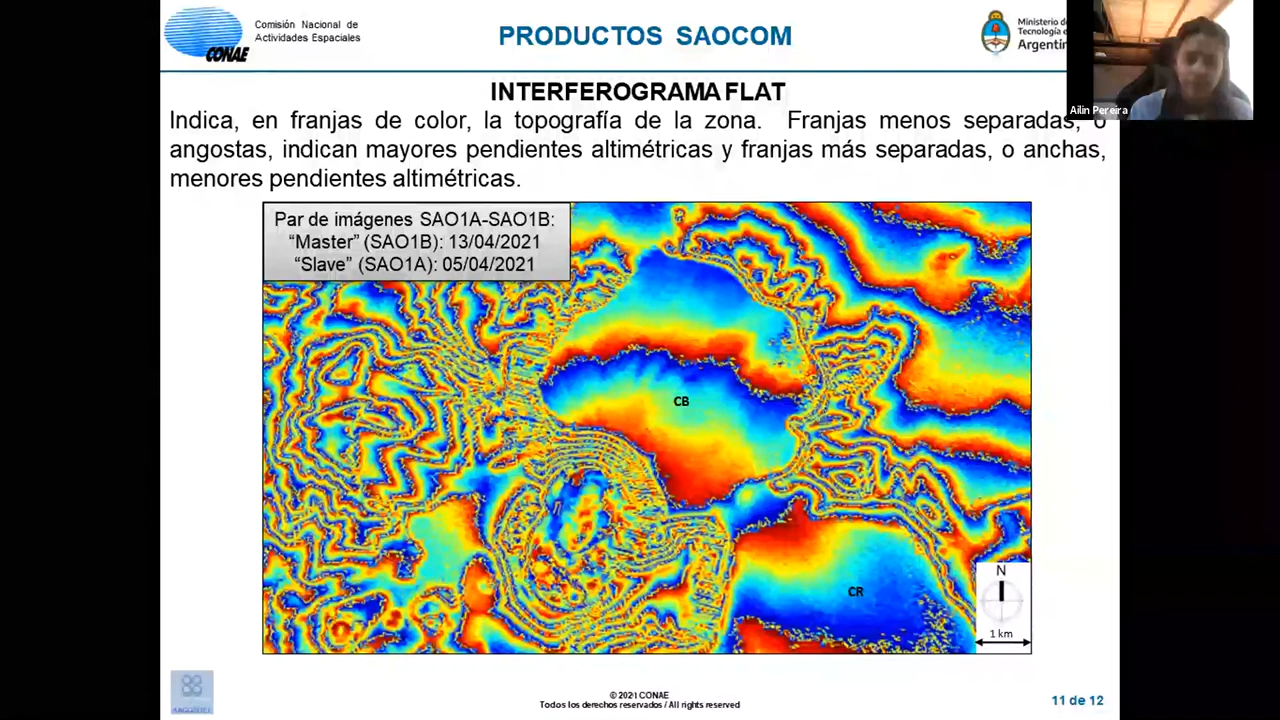 Comisión Nacional de
Actividades Espaciales
CONAE
PRODUCTOS SAOCOM
Ministerio de
Tecnología e
Argentin
Ailin Pereira
INTERFEROGRAMA FLAT
Indica, en franjas de color, la topografía de la zona. Franjas menos separadas, o
angostas, indican mayores pendientes altimétricas y franjas más separadas, o anchas,
menores pendientes altimétricas.
Par de imágenes SAO1A-SAO1B:
“Master” (SAO1B): 13/04/2021
“Slave” (SAO1A): 05/04/2021
CB
CR
N
1 km
© 2021 CONAE
Todos los derechos reservados / All rights reserved
11 de 12